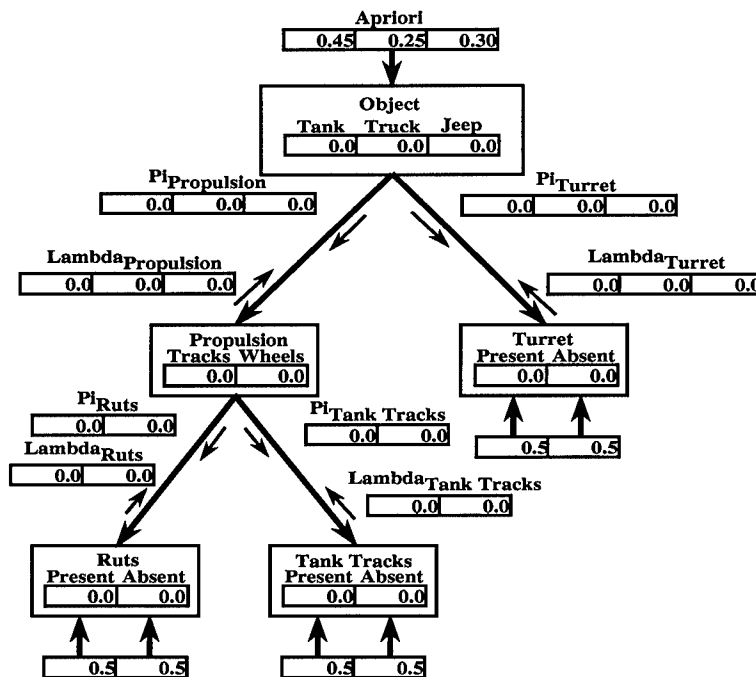 Apriori
0.45 0.25 0.30
Object
Tank Truck Jeep
0.0 0.0 0.0
PiPropulsion
0.0 0.0 0.0
PiTurret
0.0 0.0 0.0
LambdaPropulsion
0.0 0.0 0.0
LambdaTurret
0.0 0.0 0.0
Propulsion
Tracks Wheels
0.0 0.0
Turret
Present Absent
0.0 0.0
PiRuts
0.0 0.0
PiTank Tracks
0.0 0.0
0.5 0.5
LambdaRuts
0.0 0.0
LambdaTank Tracks
0.0 0.0
Ruts
Present Absent
0.0 0.0
Tank Tracks
Present Absent
0.0 0.0
0.5 0.5
0.5 0.5